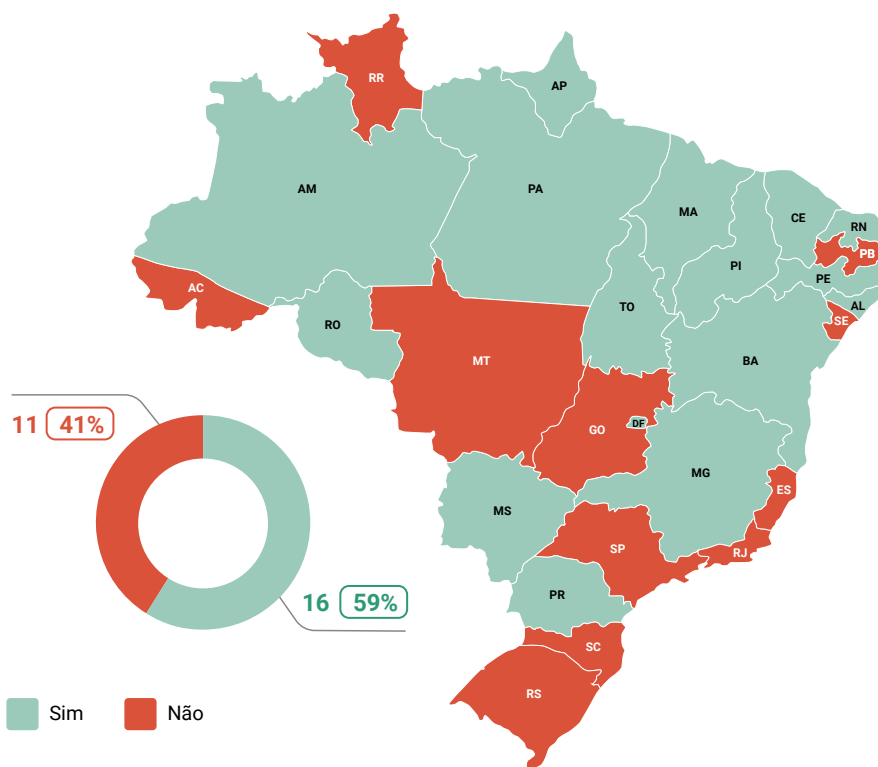 RR
AP
AM
PA
MA
CE
RN
PB
PI
PE
AC
AL
TO
SE
RO
MT
BA
GO
DF
MG
ES
MS
SP
RJ
PR
SC
RS
11 41%
16 59%
Sim
Não